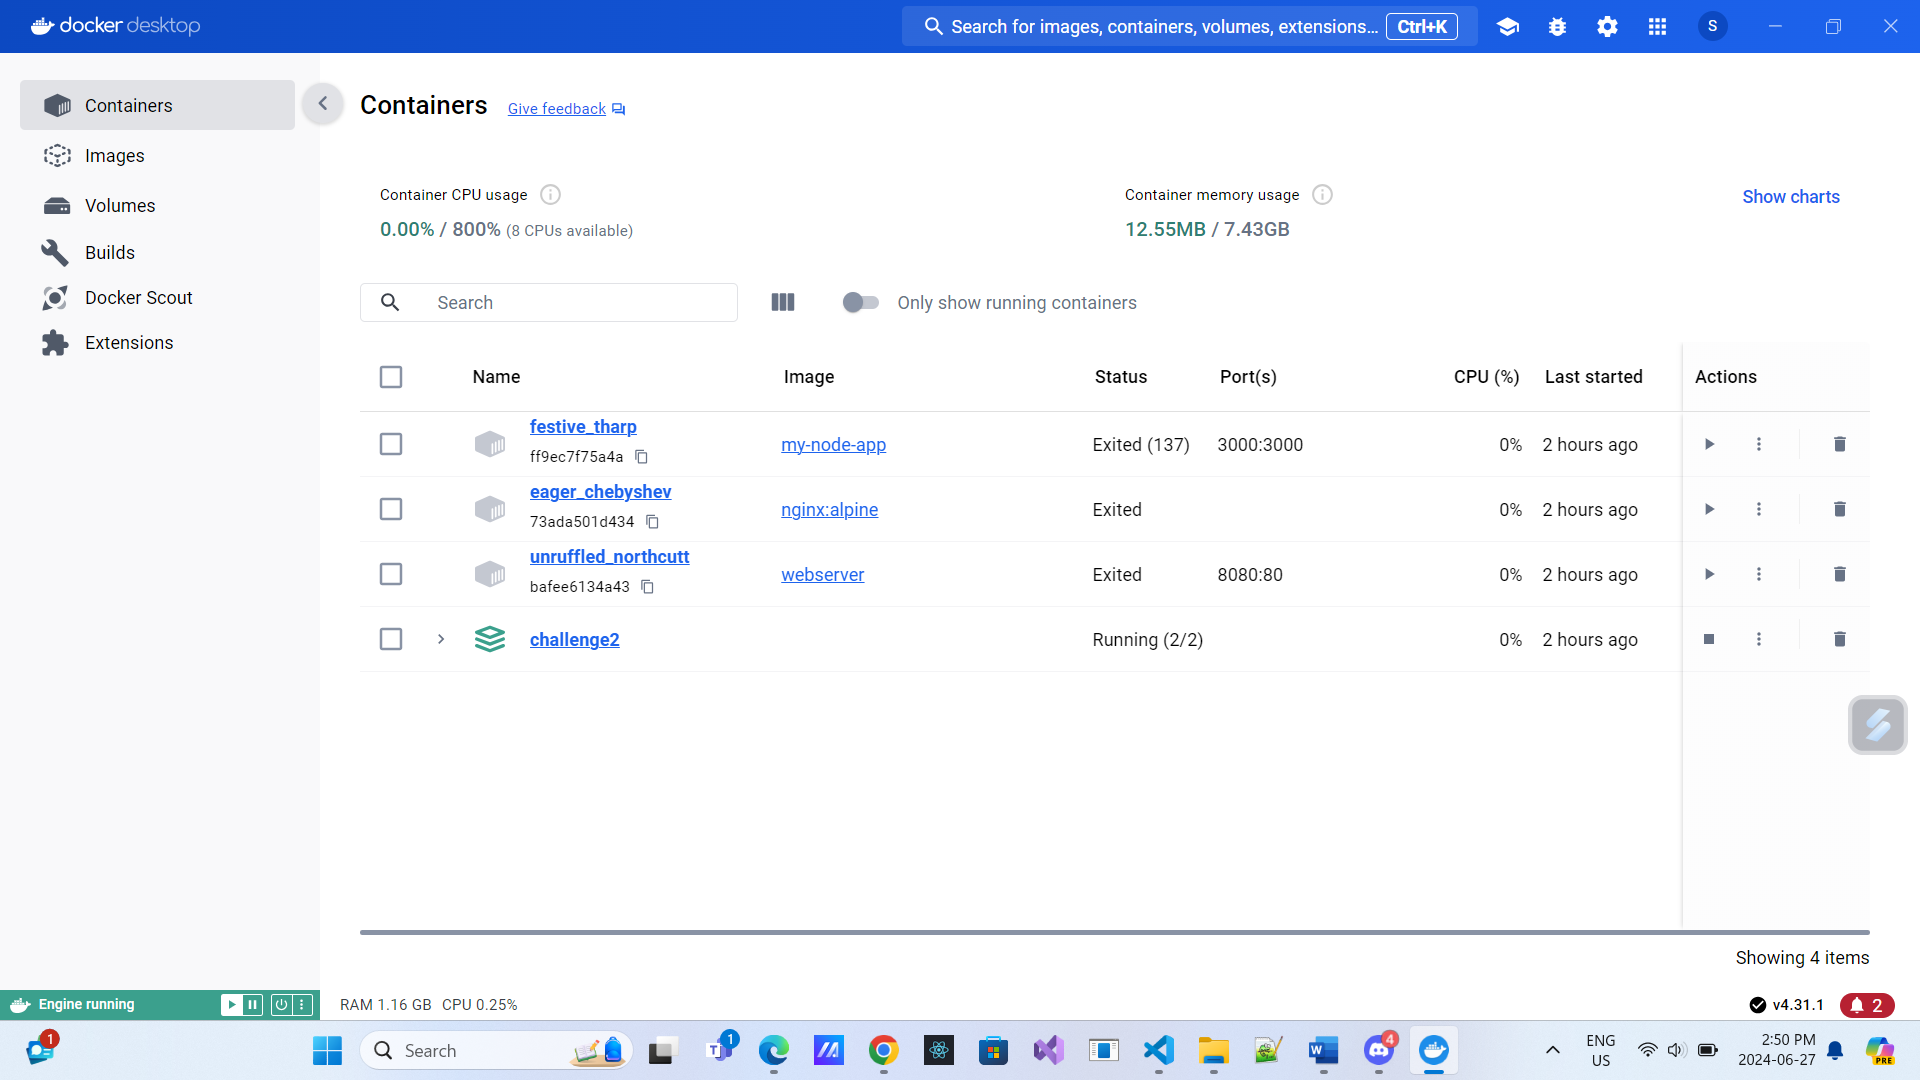 docker desktop
Search for images, containers, volumes, extensions... Ctrl+K
S
Containers
Images
Volumes
Builds
Docker Scout
Extensions
Containers Give feedback
Container CPU usage
0.00% / 800% (8 CPUs available)
Container memory usage
12.55MB / 7.43GB
Show charts
Search
Only show running containers
Name Image Status Port(s) CPU (%) Last started Actions
festive_tharp
ff9ec7f75a4a
my-node-app Exited (137) 3000:3000 0% 2 hours ago
eager_chebyshev
73ada501d434
nginx:alpine Exited 0% 2 hours ago
unruffled_northcutt
bafee6134a43
webserver Exited 8080:80 0% 2 hours ago
challenge2 Running (2/2) 0% 2 hours ago
Showing 4 items
Engine running
RAM 1.16 GB CPU 0.25%
v4.31.1
2
1
Search
1
4
ENG
US
2:50 PM
2024-06-27
PRE